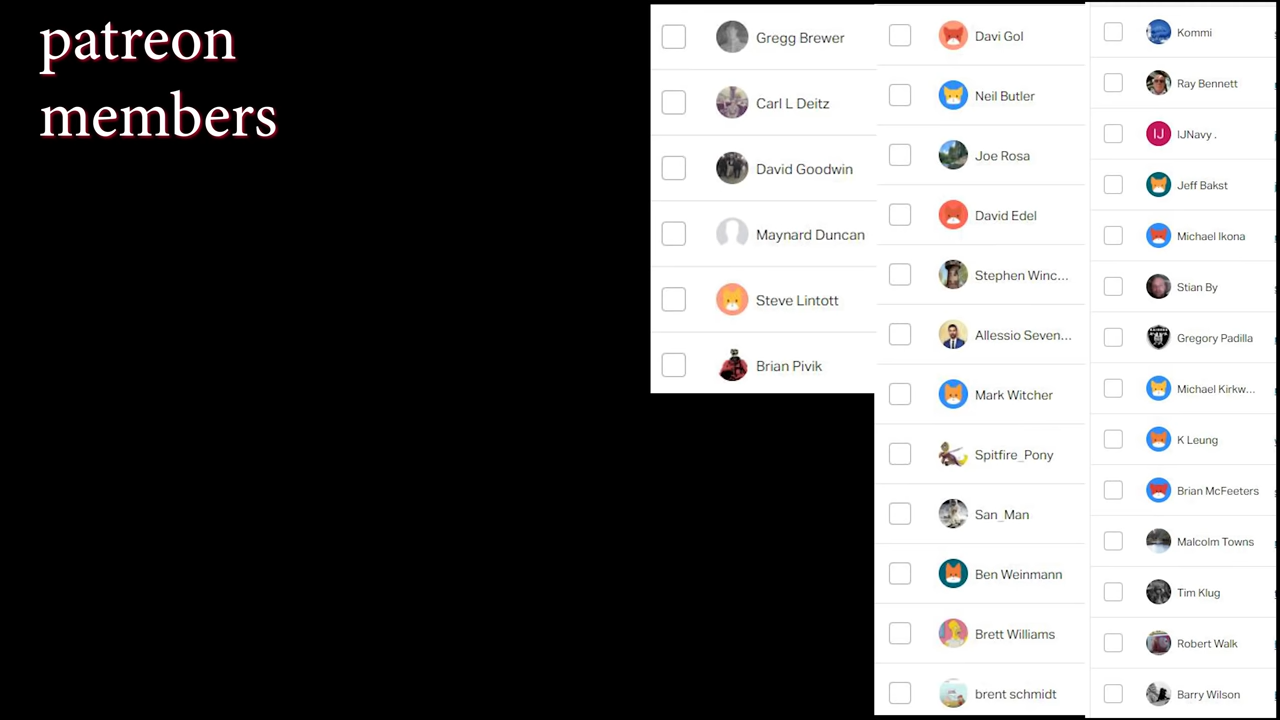 patreon
members
Gregg Brewer
Carl L Deitz
David Goodwin
Maynard Duncan
Steve Lintott
Brian Pivik
Davi Gol
Neil Butler
Joe Rosa
David Edel
Stephen Winc...
Allessio Seven...
Mark Witcher
Spitfire_Pony
San_Man
Ben Weinmann
Brett Williams
brent schmidt
Kommi
Ray Bennett
IJ
IJNavy .
Jeff Bakst
Michael Ikona
Stian By
Gregory Padilla
Michael Kirkw...
K Leung
Brian McFeeters
Malcolm Towns
Tim Klug
Robert Walk
Barry Wilson